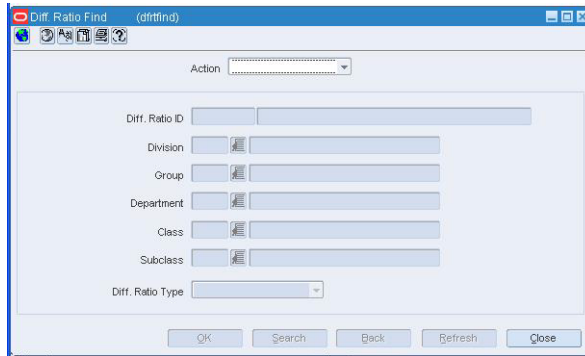 Diff. Ratio Find (dfrtfind)
Action
Diff. Ratio ID
Division
Group
Department
Class
Subclass
Diff. Ratio Type
OK Search Back Refresh Close